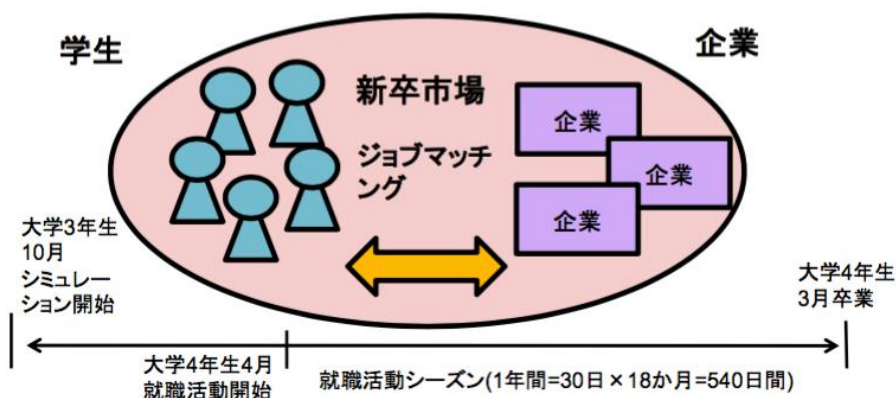 学生
企業
新卒市場
ジョブマッチ
ング
企業
企業
企業
大学3年生
10月
シミュレー
ション開始
大学4年生4月
就職活動開始
大学4年生
3月卒業
就職活動シーズン(1年間=30日×18か月=540日間)